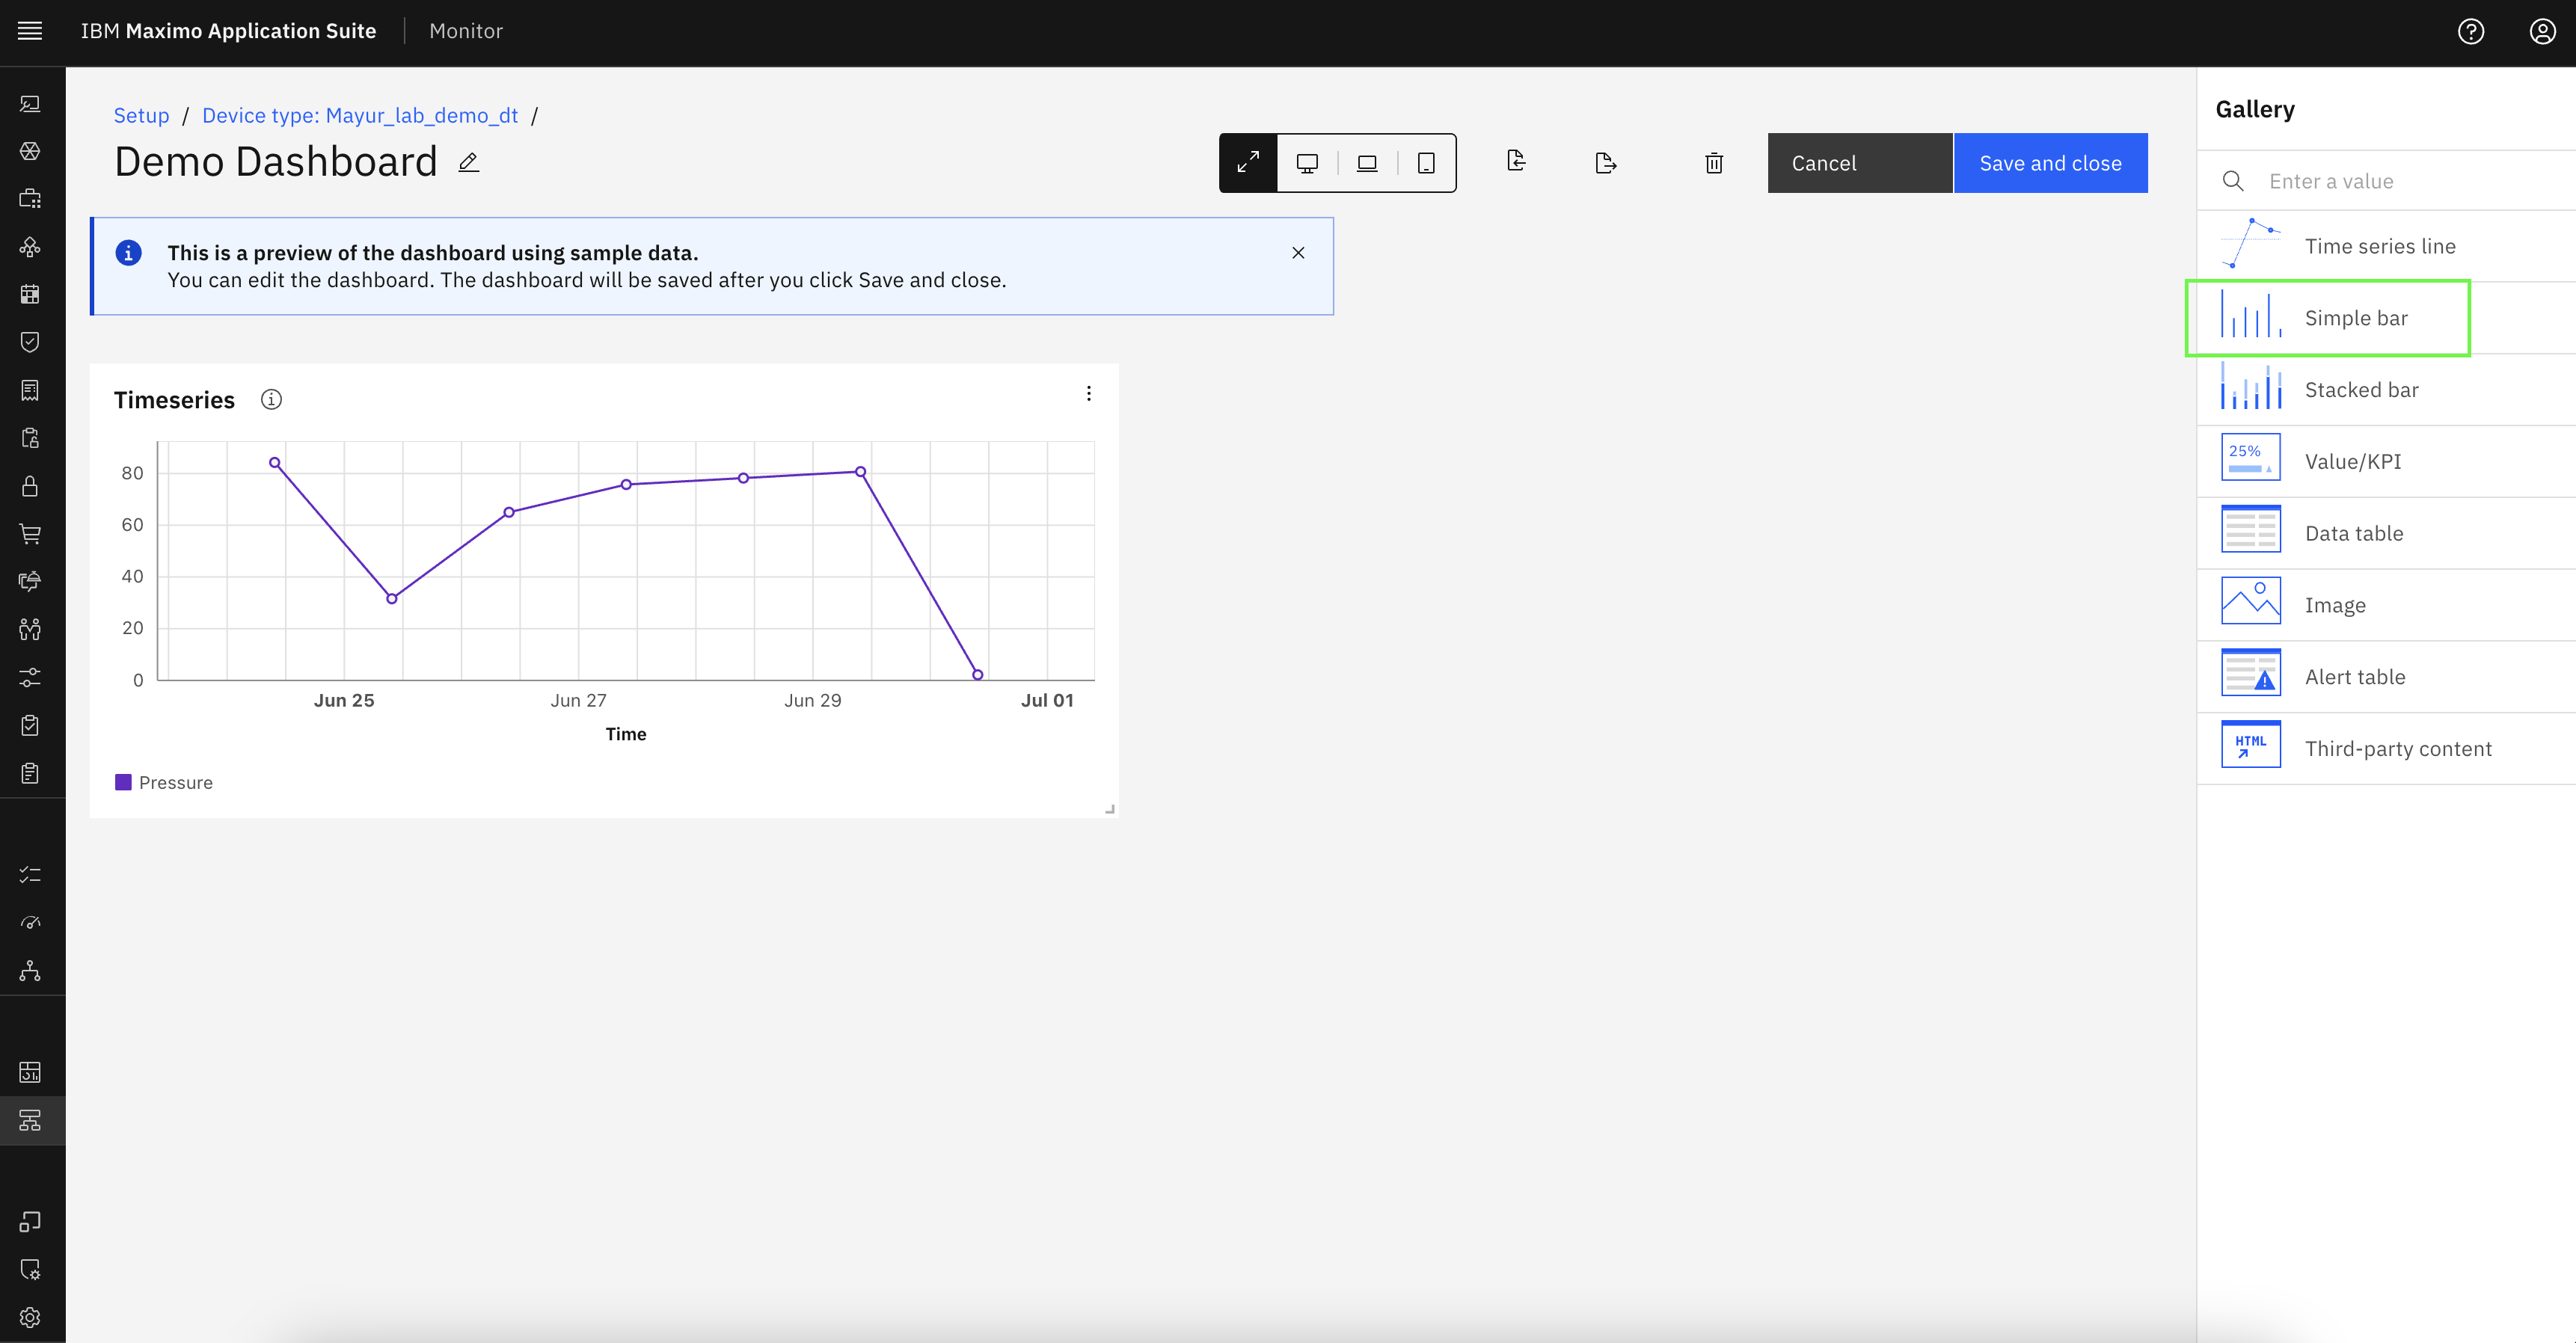 IBM Maximo Application Suite Monitor
Setup / Device type: Mayur_lab_demo_dt /
Demo Dashboard
Cancel
Save and close
This is a preview of the dashboard using sample data.
You can edit the dashboard. The dashboard will be saved after you click Save and close.
Timeseries
80
60
40
20
0
Jun 25 Jun 27 Jun 29 Jul 01
Time
Pressure
Gallery
Enter a value
Time series line
Simple bar
Stacked bar
25%
Value/KPI
Data table
Image
Alert table
HTML
Third-party content